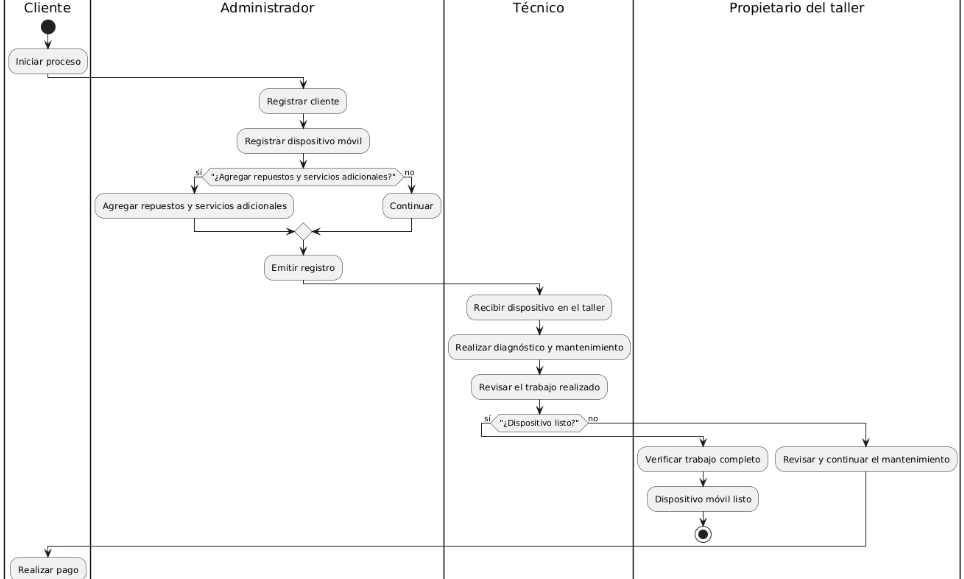 Cliente
Administrador
Técnico
Propietario del taller
Iniciar proceso
Registrar cliente
Registrar dispositivo móvil
sí
"¿Agregar repuestos y servicios adicionales?"
no
Agregar repuestos y servicios adicionales
Continuar
Emitir registro
Recibir dispositivo en el taller
Realizar diagnóstico y mantenimiento
Revisar el trabajo realizado
sí
"¿Dispositivo listo?"
no
Verificar trabajo completo
Revisar y continuar el mantenimiento
Dispositivo móvil listo
Realizar pago